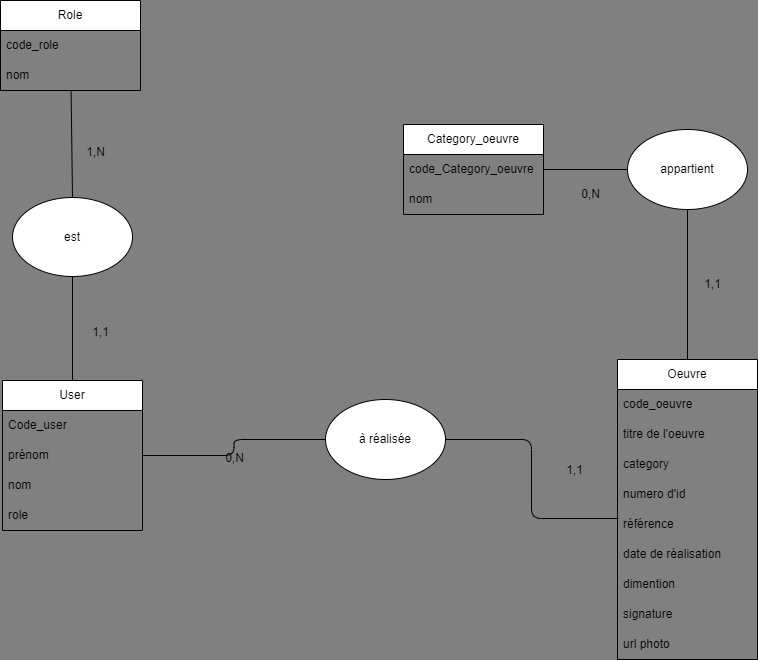 Role
code_role
nom
1,N
est
1,1
User
Code_user
prénom
nom
role
0,N
à réalisée
1,1
Category_oeuvre
code_Category_oeuvre
nom
0,N
appartient
1,1
Oeuvre
code_oeuvre
titre de l'oeuvre
category
numero d'id
référence
date de réalisation
dimention
signature
url photo